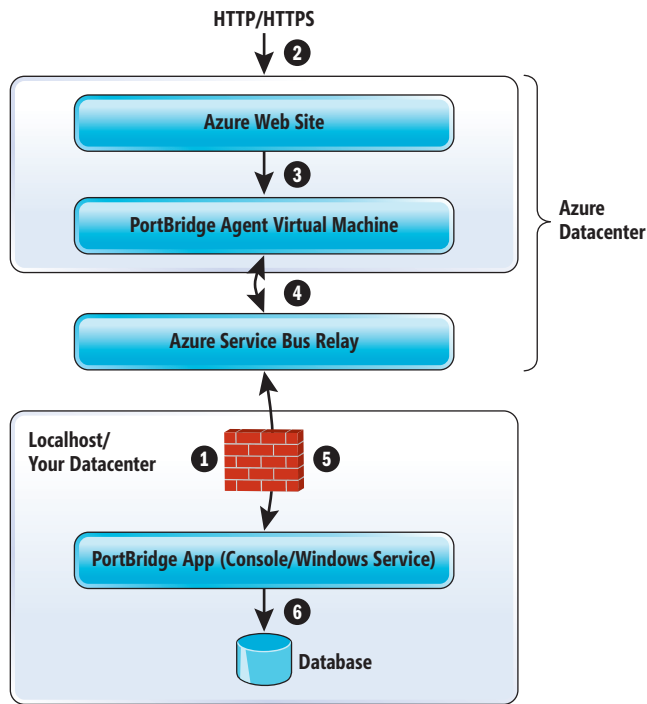 HTTP/HTTPS
2
Azure Web Site
3
PortBridge Agent Virtual Machine
Azure
Datacenter
4
Azure Service Bus Relay
Localhost/
Your Datacenter
1
5
PortBridge App (Console/Windows Service)
6
Database